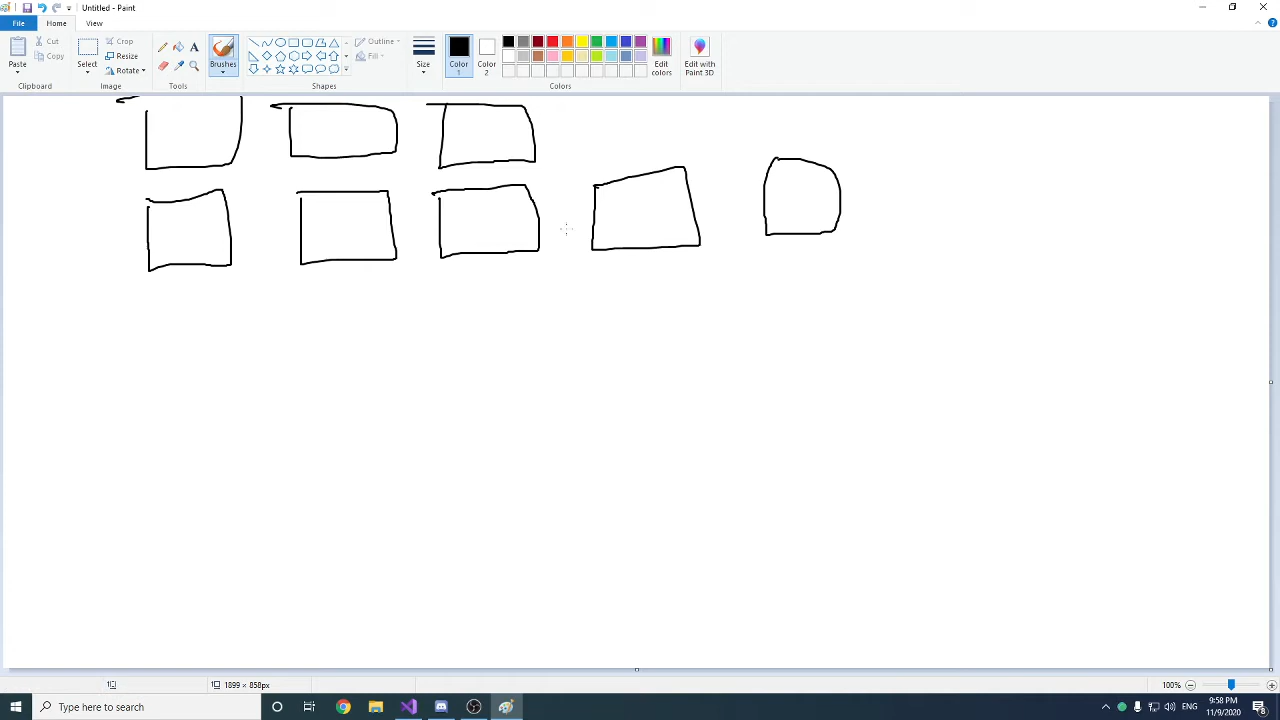 Untitled - Paint
File
Home
View
Paste
Cut
Copy
Clipboard
Select
Crop
Resize
Rotate
Image
Tools
Brushes
Outline
Fill
Shapes
Size
Color
1
Color
2
Edit
colors
Edit with
Paint 3D
Colors
1899 × 858px
100%
Type here to search
ENG
9:58 PM
11/9/2020